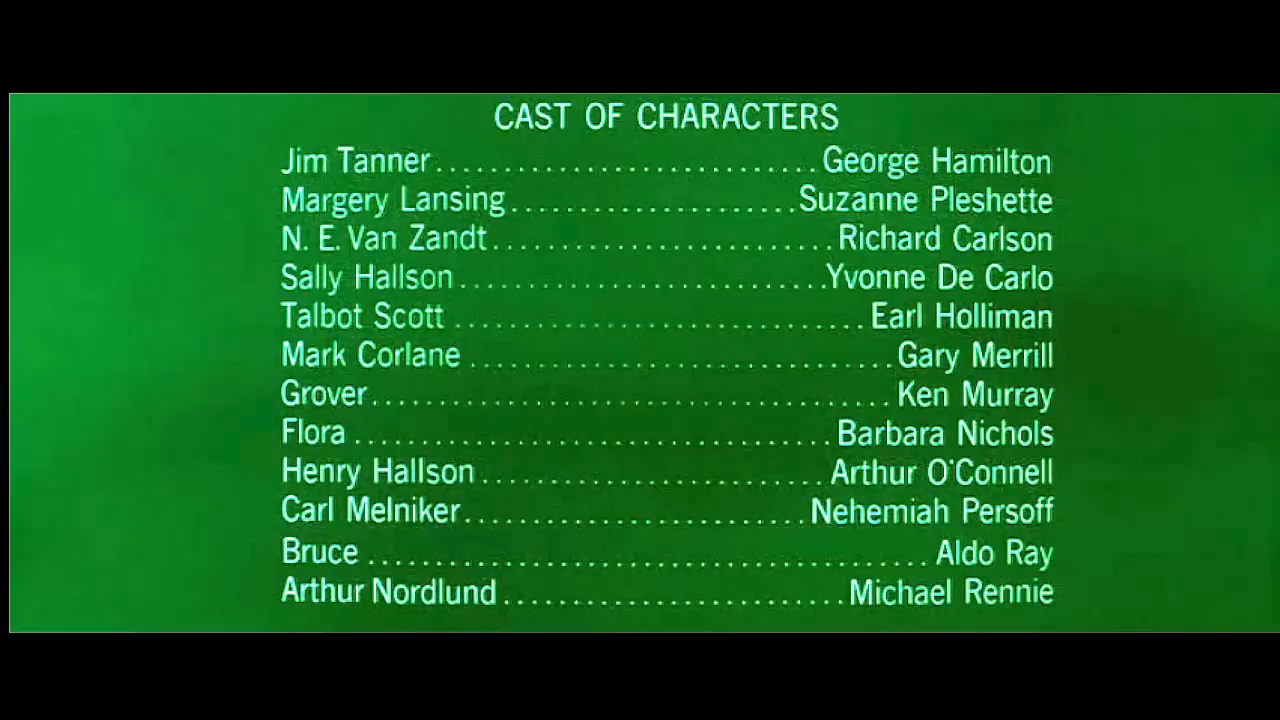 CAST OF CHARACTERS
Jim Tanner............................George Hamilton
Margery Lansing.....................Suzanne Pleshette
N. E. Van Zandt.........................Richard Carlson
Sally Hallson...........................Yvonne De Carlo
Talbot Scott..............................Earl Holliman
Mark Corlane...............................Gary Merrill
Grover......................................Ken Murray
Flora...................................Barbara Nichols
Henry Hallson.........................Arthur O'Connell
Carl Melniker.........................Nehemiah Persoff
Bruce.........................................Aldo Ray
Arthur Nordlund.........................Michael Rennie